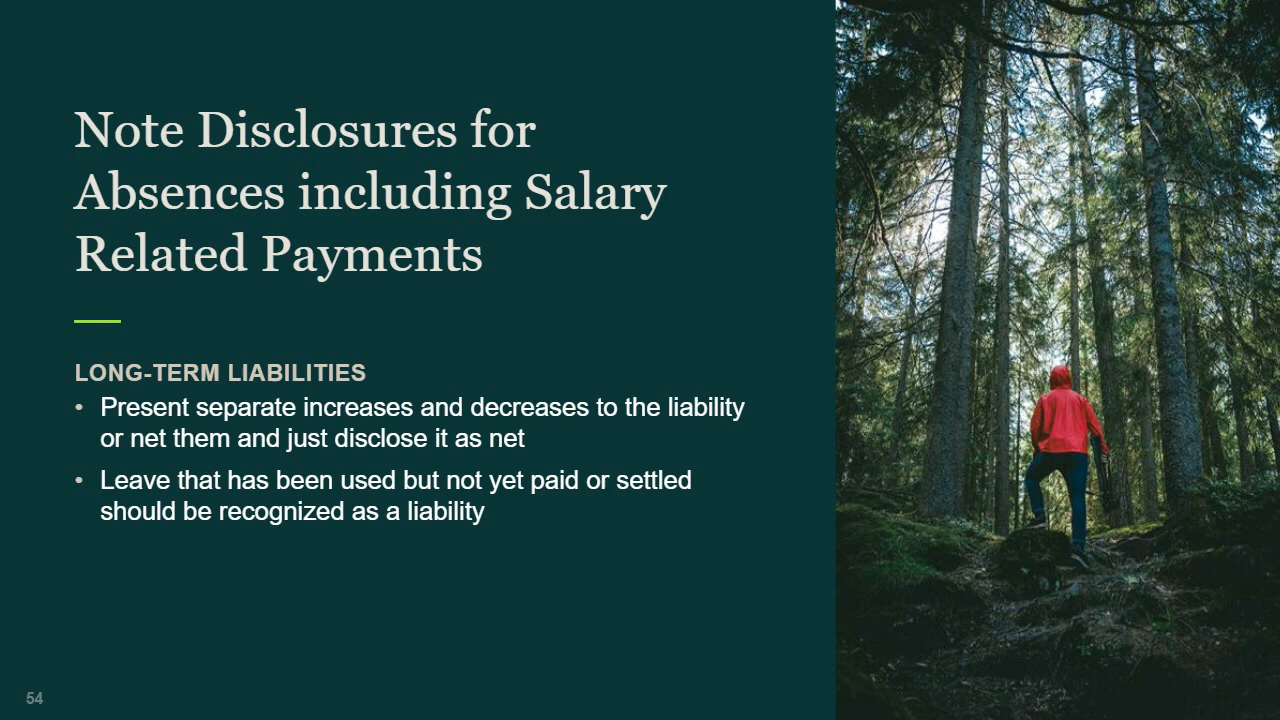 Note Disclosures for
Absences including Salary
Related Payments
LONG-TERM LIABILITIES
• Present separate increases and decreases to the liability
or net them and just disclose it as net
• Leave that has been used but not yet paid or settled
should be recognized as a liability
54